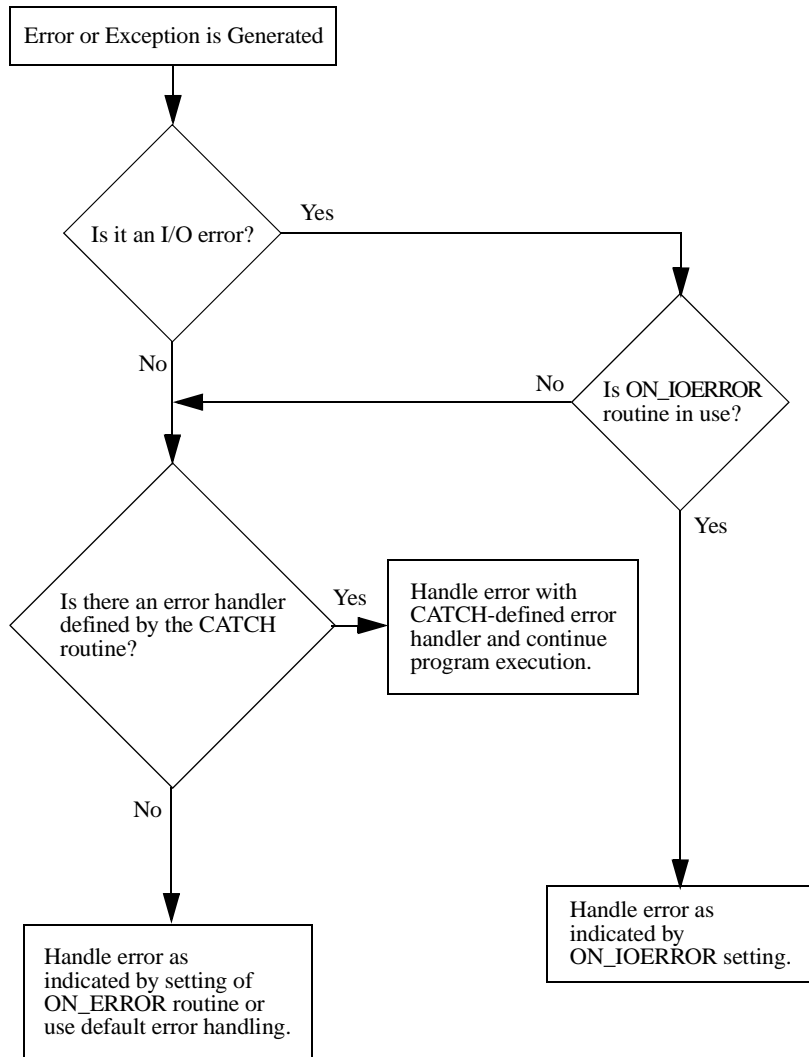 Error or Exception is Generated
Is it an I/O error?
Yes
No
No
Is ON_IOERROR
routine in use?
Yes
Is there an error handler
defined by the CATCH
routine?
Yes
Handle error with
CATCH-defined error
handler and continue
program execution.
No
Handle error as
indicated by
ON_IOERROR setting.
Handle error as
indicated by setting of
ON_ERROR routine or
use default error handling.